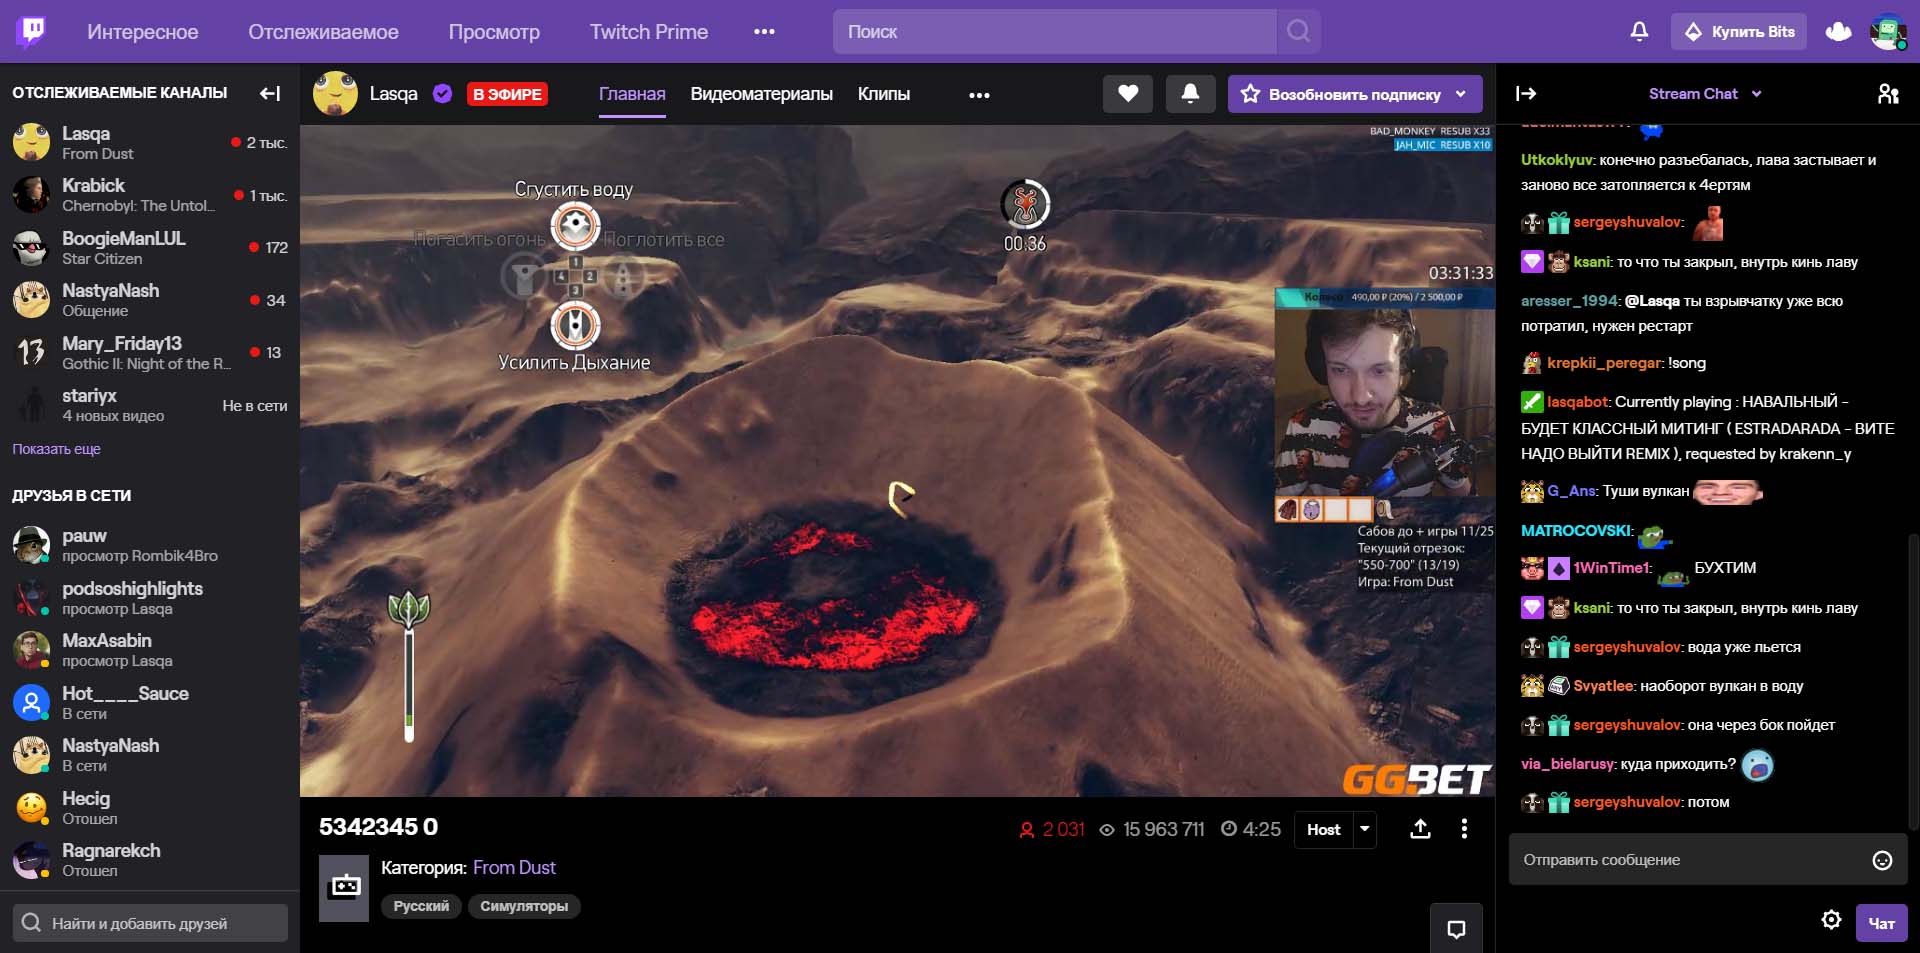 Интересное
Отслеживаемое
Просмотр
Twitch Prime
Поиск
Купить Bits
ОТСЛЕЖИВАЕМЫЕ КАНАЛЫ
Lasqa
From Dust
2 тыс.
Krabick
Chernobyl: The Untol...
1 тыс.
BoogieManLUL
Star Citizen
172
NastyaNash
Общение
34
Mary_Friday13
Gothic II: Night of the R...
13
stariyx
4 новых видео
Не в сети
Показать еще
ДРУЗЬЯ В СЕТИ
pauw
просмотр Rombik4Bro
podsoshighlights
просмотр Lasqa
MaxAsabin
просмотр Lasqa
Hot____Sauce
В сети
NastyaNash
В сети
Hecig
Отошел
Ragnarekch
Отошел
Найти и добавить друзей
Lasqa
В ЭФИРЕ
Главная
Видеоматериалы
Клипы
Возобновить подписку
BAD_MONKEY RESUB X33
JAH_MIC RESUB X10
Сгустить воду
Погасить огонь
Поглотить все
1
4 2
3
Усилить Дыхание
00:36
03:31:33
Колесо 490,00 ₽ (20%) / 2 500,00 ₽
Сабов до + игры 11/25
Текущий отрезок:
"550-700" (13/19)
Игра: From Dust
GG.BET
5342345 0
2 031
15 963 711
4:25
Host
Категория: From Dust
Русский
Симуляторы
Stream Chat
Utkoklyuv: конечно разъебалась, лава застывает и
заново все затопляется к 4ертям
sergeyshuvalov:
ksani: то что ты закрыл, внутрь кинь лаву
aresser_1994: @Lasqa ты взрывчатку уже всю
потратил, нужен рестарт
krepkii_peregar: !song
lasqabot: Currently playing : НАВАЛЬНЫЙ -
БУДЕТ КЛАССНЫЙ МИТИНГ ( ESTRADARADA - ВИТЕ
НАДО ВЫЙТИ REMIX ), requested by krakenn_y
G_Ans: Туши вулкан
MATROCOVSKI:
1WinTime1: БУХТИМ
ksani: то что ты закрыл, внутрь кинь лаву
sergeyshuvalov: вода уже льется
Svyatlee: наоборот вулкан в воду
sergeyshuvalov: она через бок пойдет
via_bielarusy: куда приходить?
sergeyshuvalov: потом
Отправить сообщение
Чат